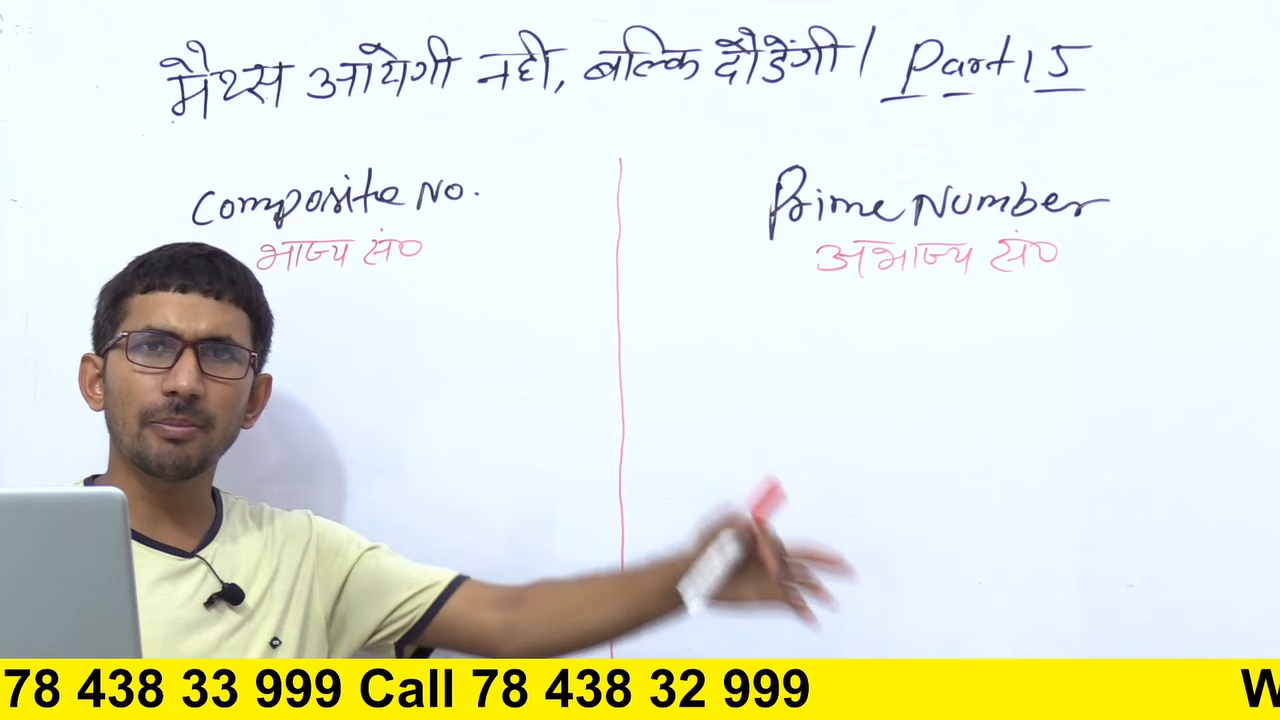 मैथ्स आयेगी नही, बल्कि दौडेंगी । Part 15
Composite No.
भाज्य सं०
Prime Number
अभाज्य सं०
78 438 33 999 Call 78 438 32 999 W